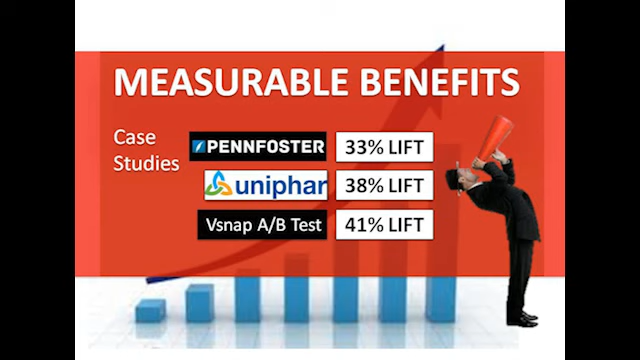 MEASURABLE BENEFITS
Case
Studies
PENNFOSTER 33% LIFT
uniphar 38% LIFT
Vsnap A/B Test 41% LIFT